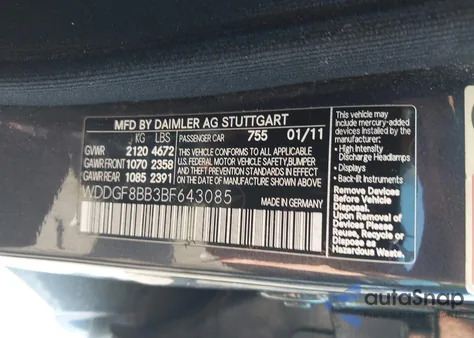 MFD BY DAIMLER AG STUTTGART
KG LBS
PASSENGER CAR 755 01/11
GVWR 2120 4672
GAWR FRONT 1070 2358
GAWR REAR 1085 2391
THIS VEHICLE CONFORMS TO ALL APPLICABLE
U.S. FEDERAL MOTOR VEHICLE SAFETY, BUMPER
AND THEFT PREVENTION STANDARDS IN
EFFECT ON THE DATE OF MANUFACTURE SHOWN ABOVE.
WDDGF8BB3BF643085
MADE IN GERMANY
This vehicle may
include mercury-added
devices installed by the
manufacturer:
High Intensity
Discharge Headlamps
Displays
Back-lit Instruments
Remove Devices
Before Vehicle
Disposal.
Upon Removal of
Devices Please
Reuse, Recycle or
Dispose as
Hazardous Waste.
autoSnap